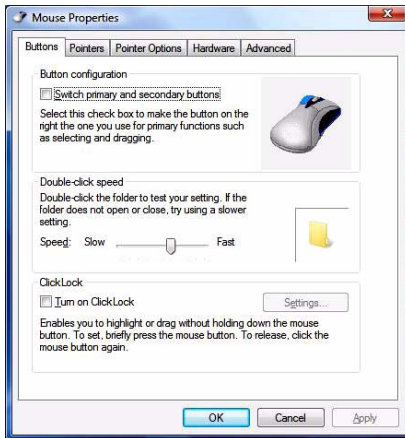 Mouse Properties
Buttons Pointers Pointer Options Hardware Advanced
Button configuration
Switch primary and secondary buttons
Select this check box to make the button on the
right the one you use for primary functions such
as selecting and dragging.
Double-click speed
Double-click the folder to test your setting. If the
folder does not open or close, try using a slower
setting.
Speed: Slow Fast
ClickLock
Turn on ClickLock
Settings...
Enables you to highlight or drag without holding down the mouse
button. To set, briefly press the mouse button. To release, click the
mouse button again.
OK Cancel Apply